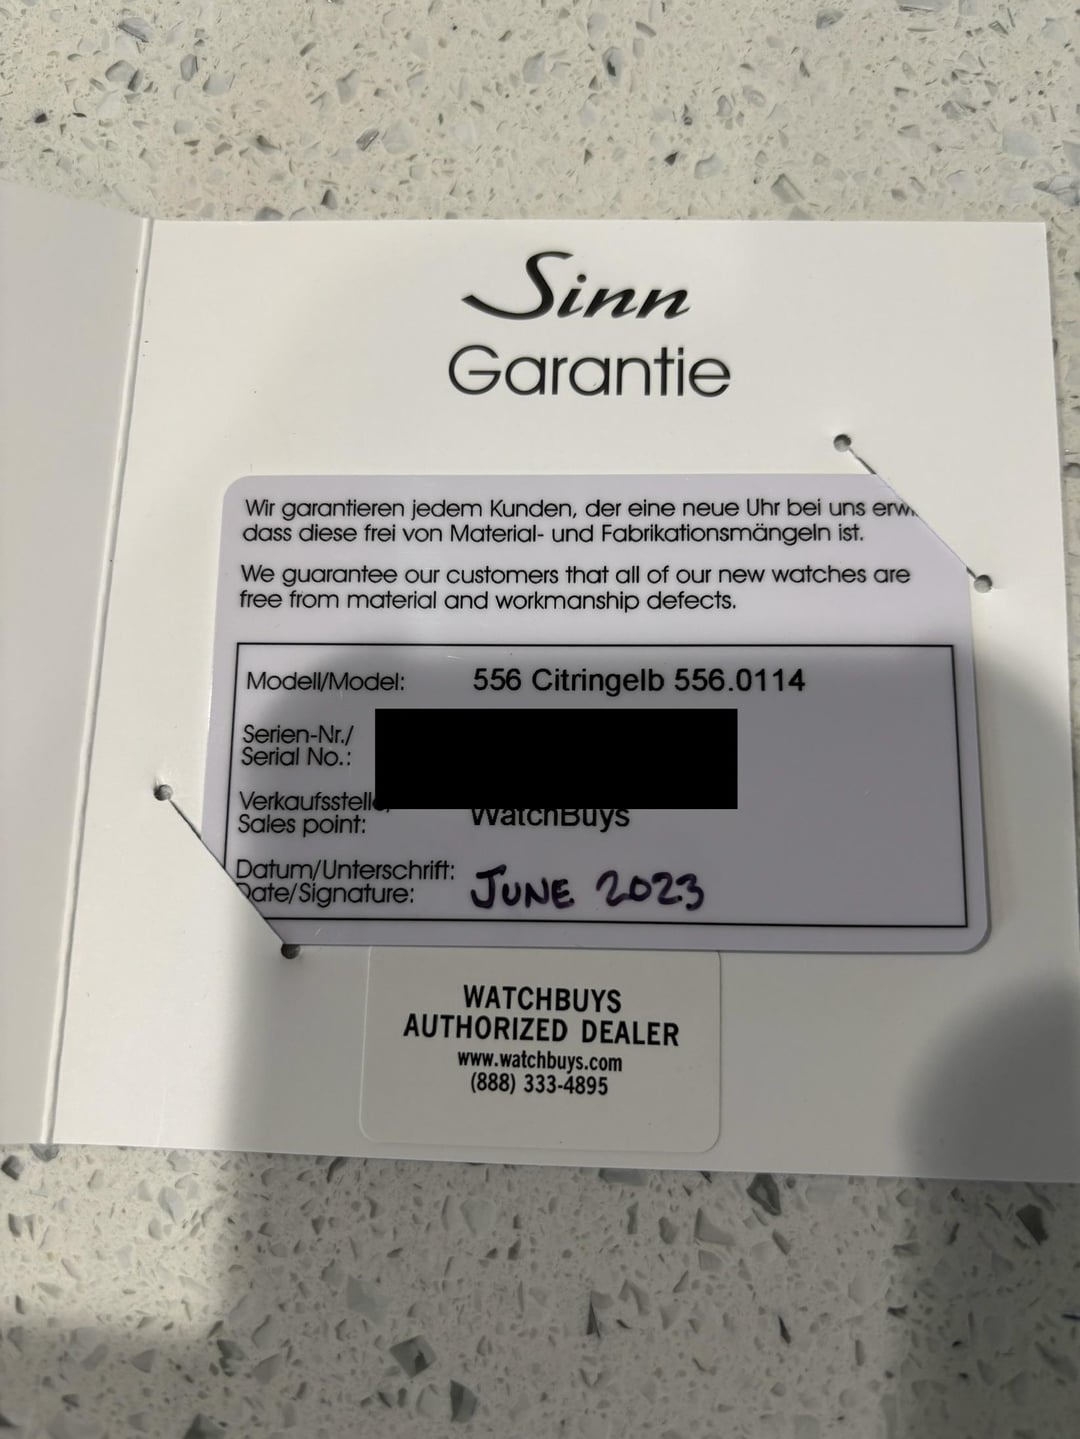 Sinn
Garantie
Wir garantieren jedem Kunden, der eine neue Uhr bei uns
dass diese frei von Material- und Fabrikationsmängeln ist.
We guarantee our customers that all of our new watches are
free from material and workmanship defects.
Modell/Model: 556 Citringelb 556.0114
Serien-Nr./
Serial No.:
Verkaufsstelle/
Sales point: WatchBuys
Datum/Unterschrift:
Date/Signature: JUNE 2023
WATCHBUYS
AUTHORIZED DEALER
www.watchbuys.com
(888) 333-4895